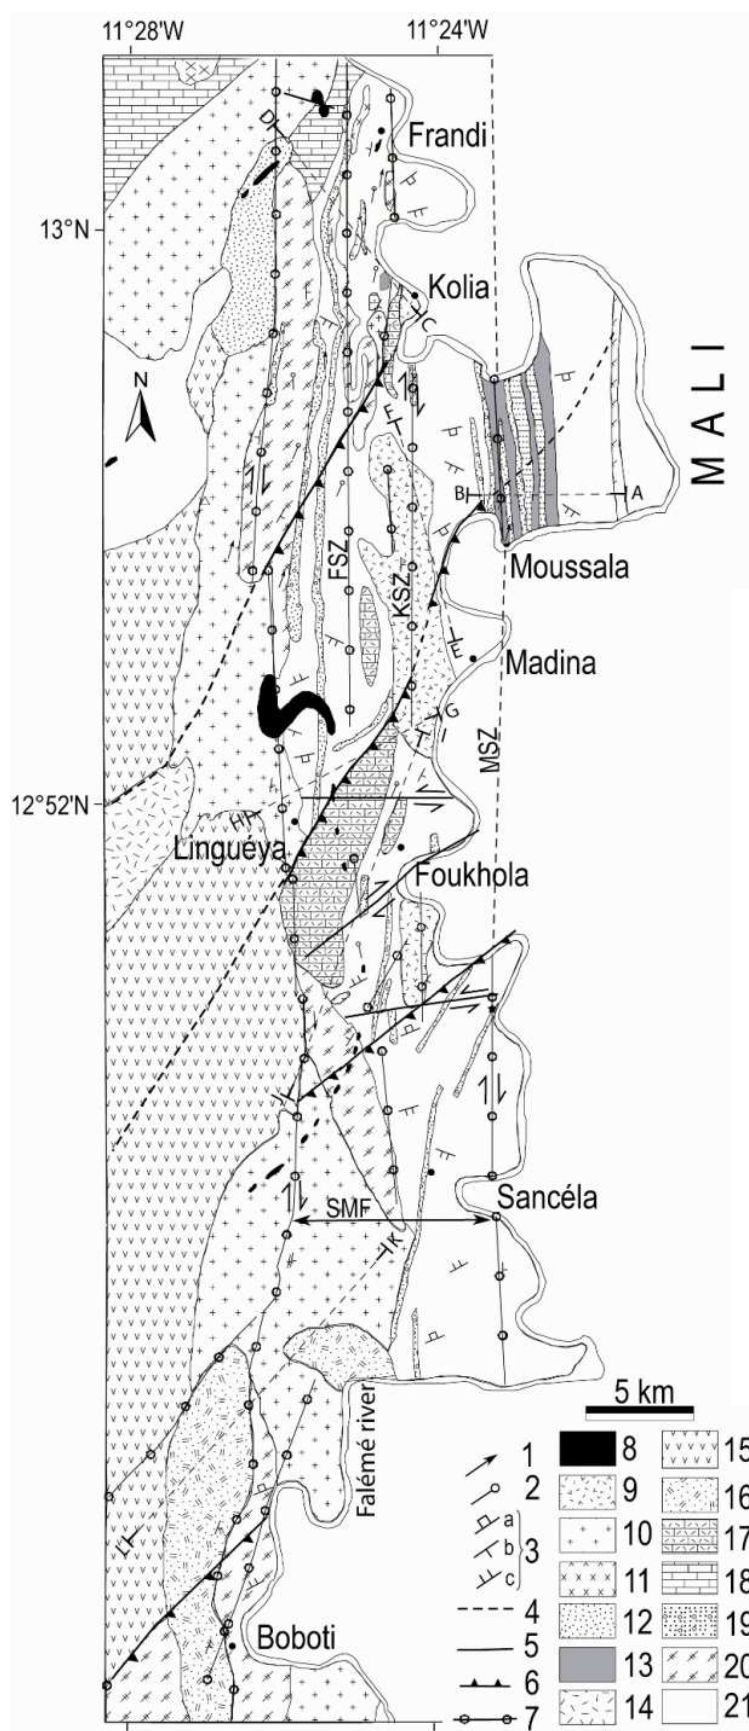 11°28'W 11°24'W
D
Frandi
13°N
Kolia
C
MALI
N
F
B A
FSZ
KSZ
Moussala
E
Madina
G
MSZ
12°52'N
H
I
Linguéya
Foukhola
J
SMF
Sancéla
K
5 km
Falémé river
L
Boboti
1 8 15
2 9 16
a
b 3
c
10 17
11 18
4 12 19
5
6 13 20
7 14 21